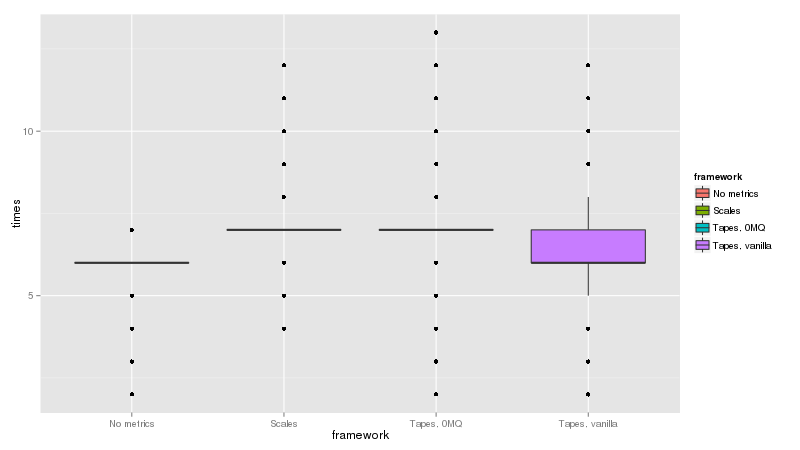 10
5
times
No metrics
Scales
Tapes, 0MQ
Tapes, vanilla
framework
framework
No metrics
Scales
Tapes, 0MQ
Tapes, vanilla